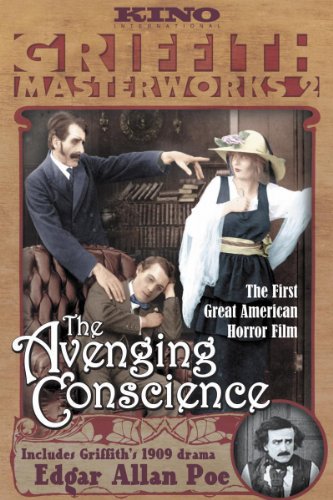 KINO
INTERNATIONAL
GRIFFITH
MASTERWORKS 2
The First
Great American
Horror Film
The
Avenging
Conscience
Includes Griffith's 1909 drama
Edgar Allan Poe